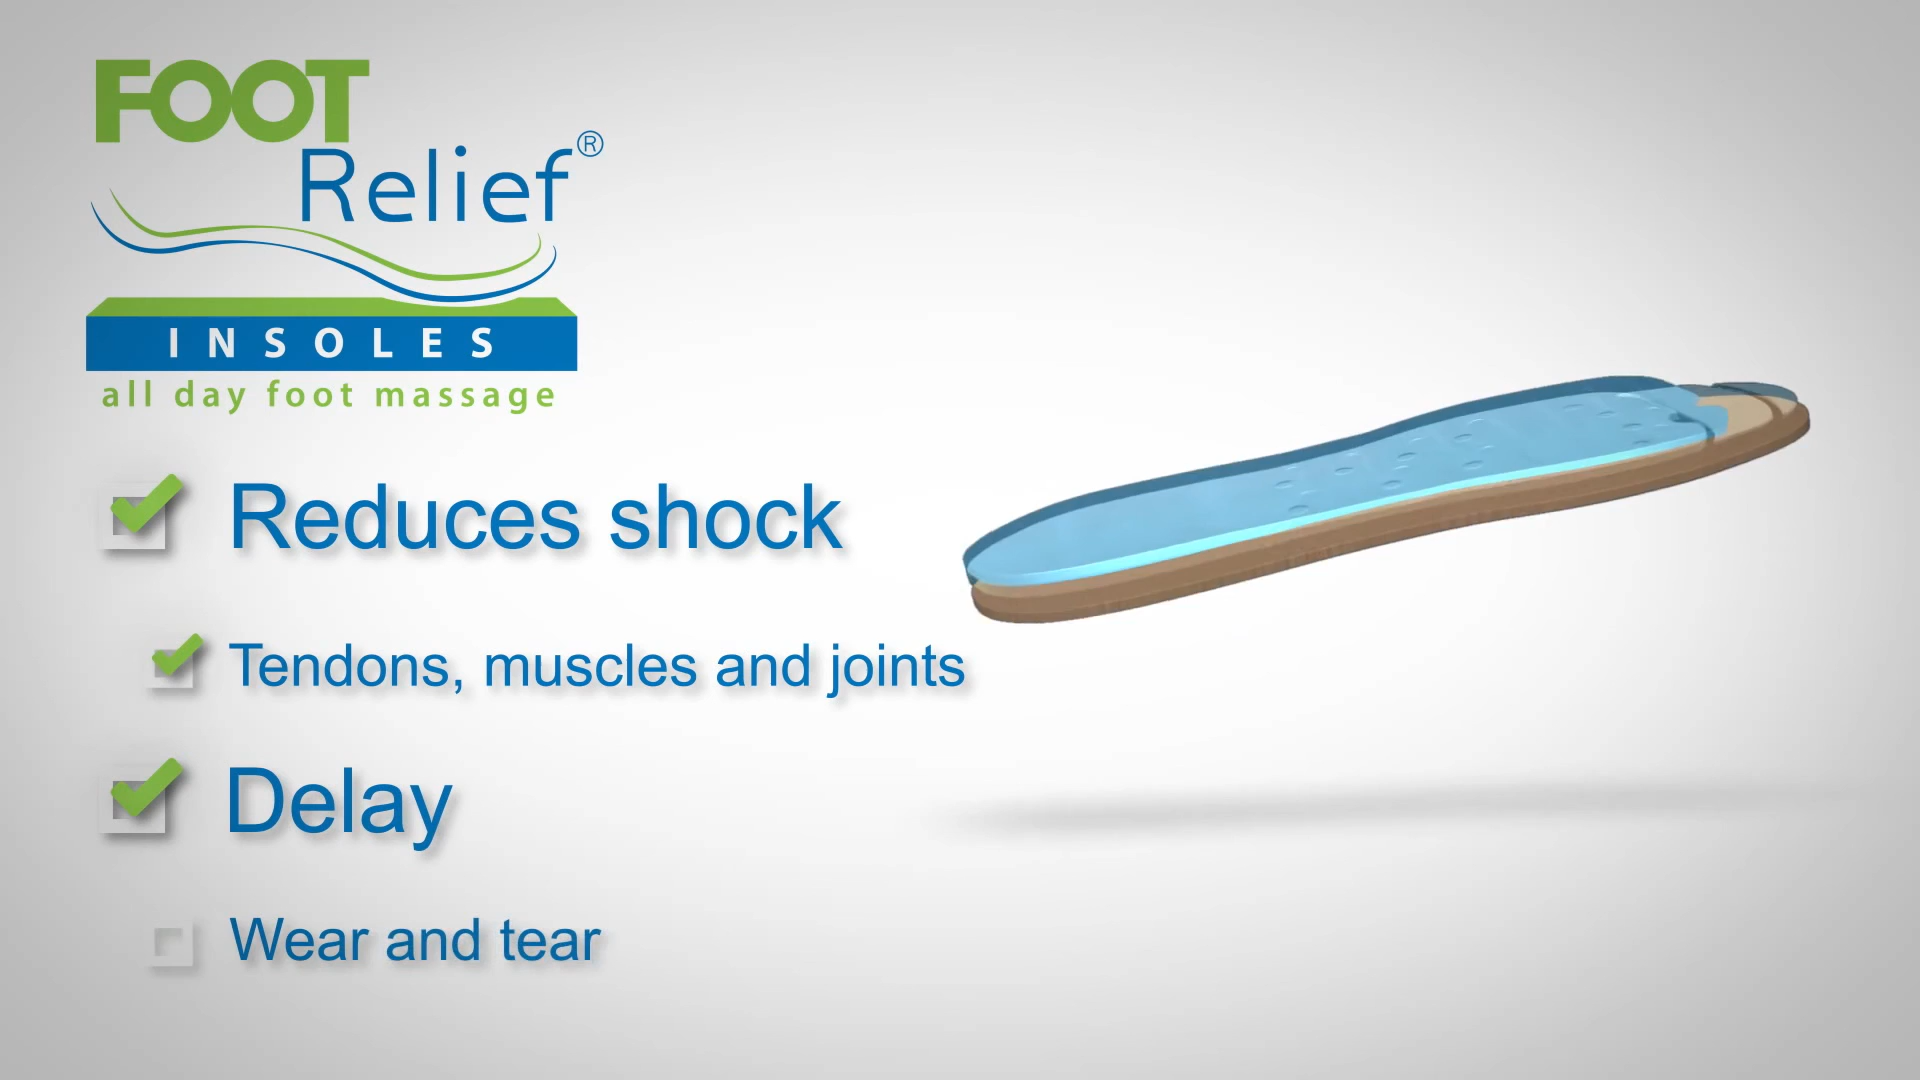 FOOT
Relief®
INSOLES
all day foot massage
Reduces shock
Tendons, muscles and joints
Delay
Wear and tear